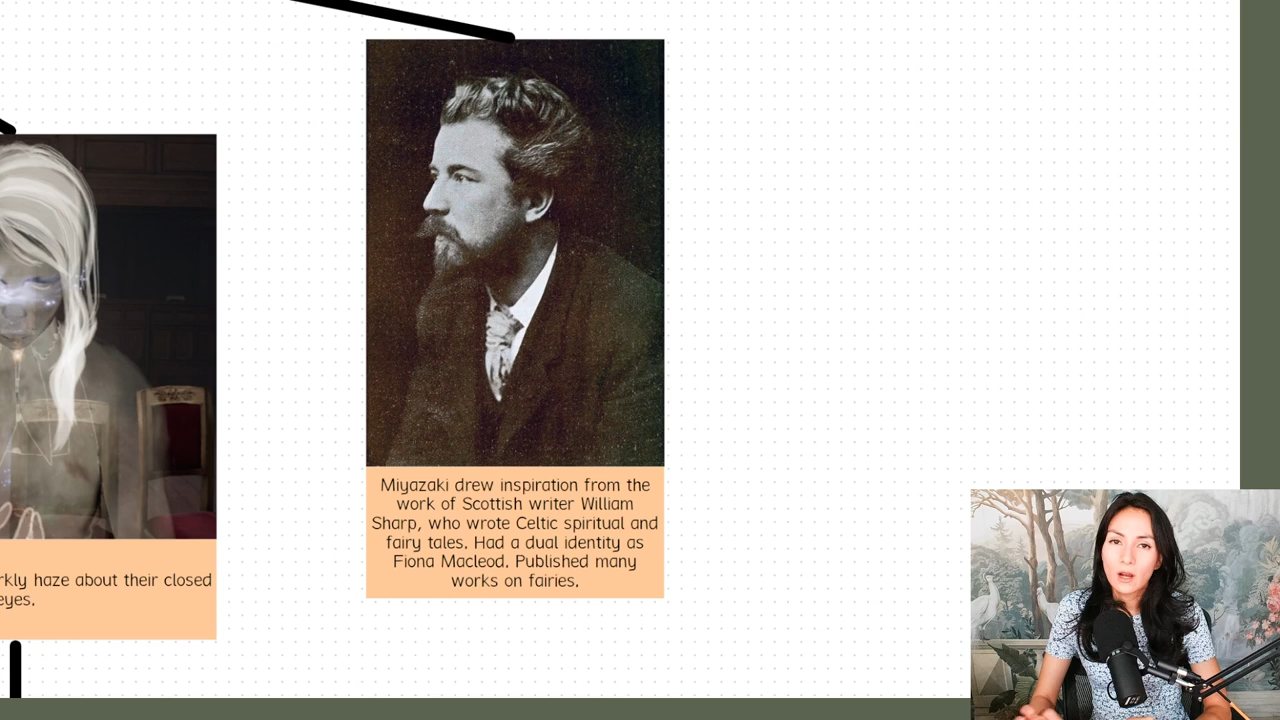 Miyazaki drew inspiration from the
work of Scottish writer William
Sharp, who wrote Celtic spiritual and
fairy tales. Had a dual identity as
Fiona Macleod. Published many
works on fairies.
haze about their closed
eyes.